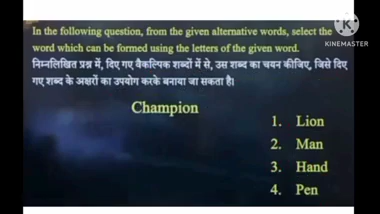 In the following question, from the given alternative words, select the
word which can be formed using the letters of the given word.
निम्नलिखित प्रश्न में, दिए गए वैकल्पिक शब्दों में से, उस शब्द का चयन कीजिए, जिसे दिए
गए शब्द के अक्षरों का उपयोग करके बनाया जा सकता है।
Champion
1. Lion
2. Man
3. Hand
4. Pen
KINEMASTER